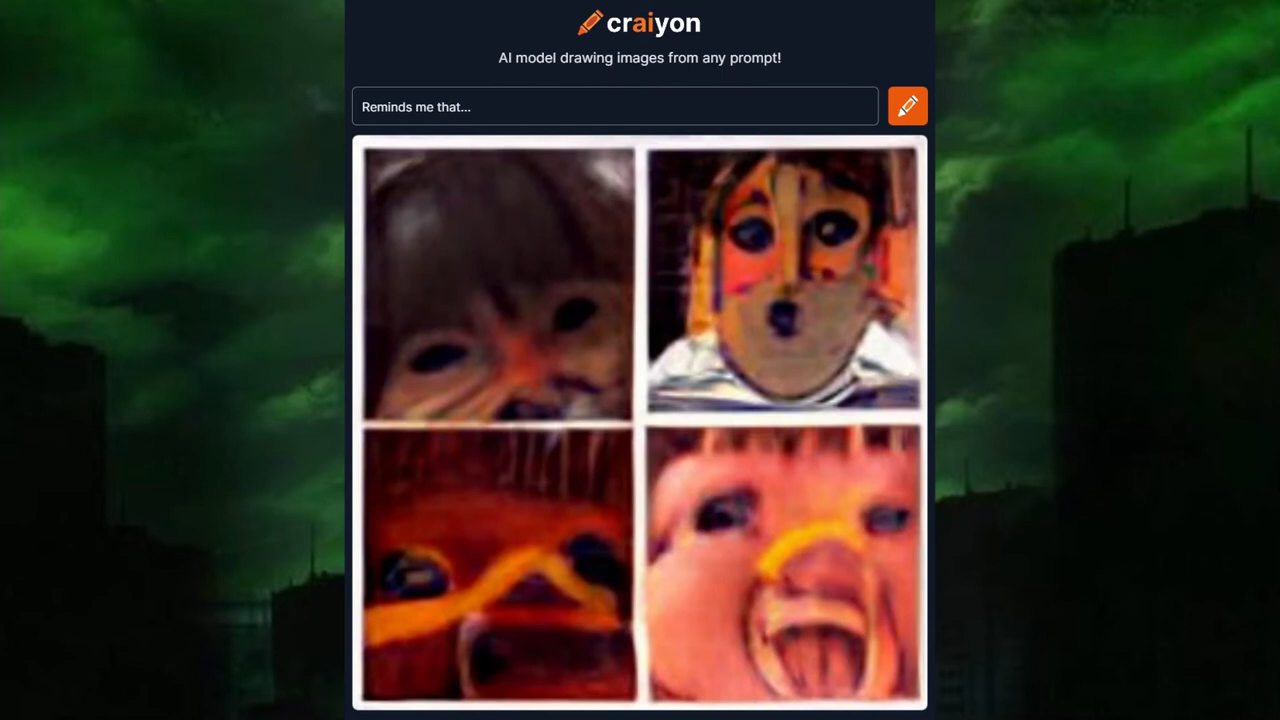 craiyon
AI model drawing images from any prompt!
Reminds me that...